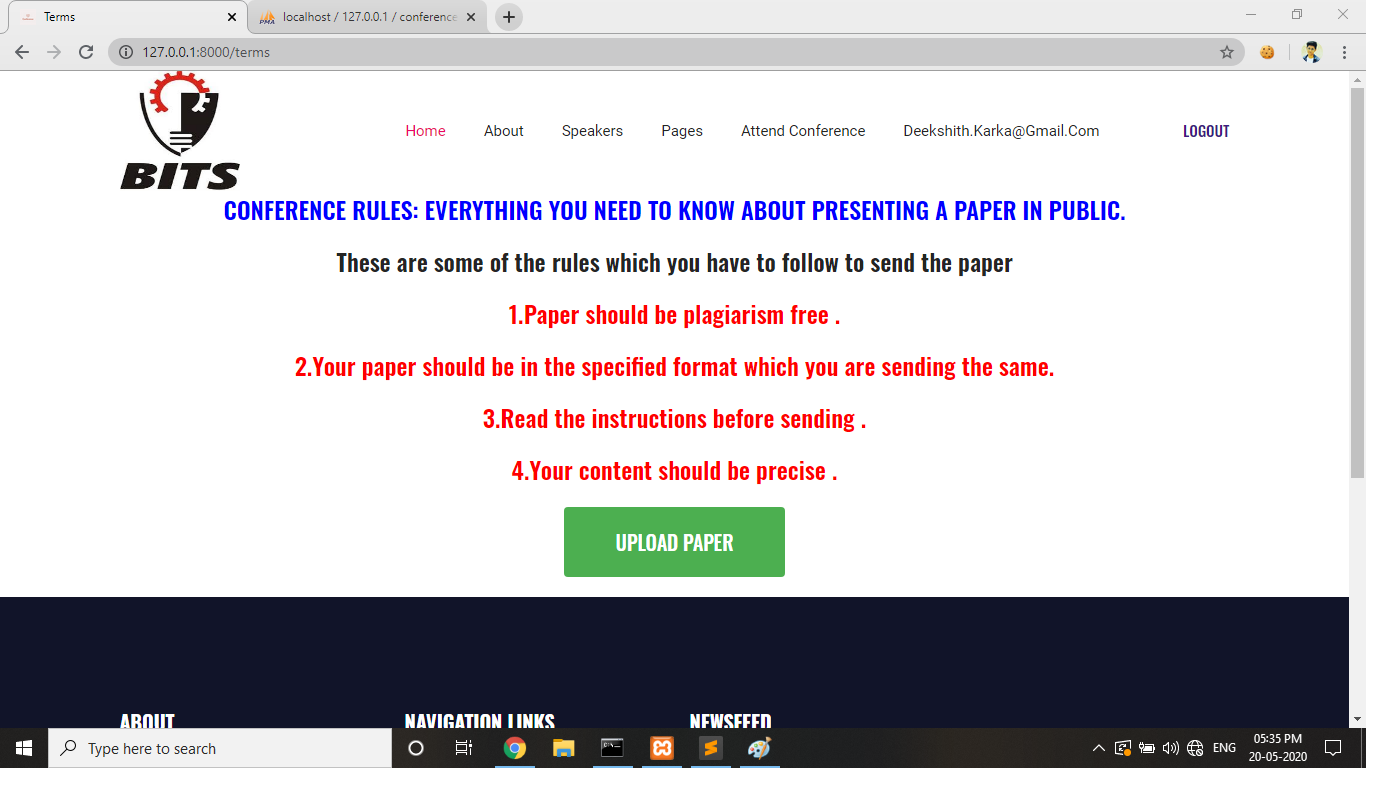 Terms
localhost / 127.0.0.1 / conference
127.0.0.1:8000/terms
BITS
Home About Speakers Pages Attend Conference Deekshith.Karka@Gmail.Com LOGOUT
CONFERENCE RULES: EVERYTHING YOU NEED TO KNOW ABOUT PRESENTING A PAPER IN PUBLIC.
These are some of the rules which you have to follow to send the paper
1.Paper should be plagiarism free .
2.Your paper should be in the specified format which you are sending the same.
3.Read the instructions before sending .
4.Your content should be precise .
UPLOAD PAPER
ABOUT NAVIGATION LINKS NEWSFEED
Type here to search
ENG
05:35 PM
20-05-2020